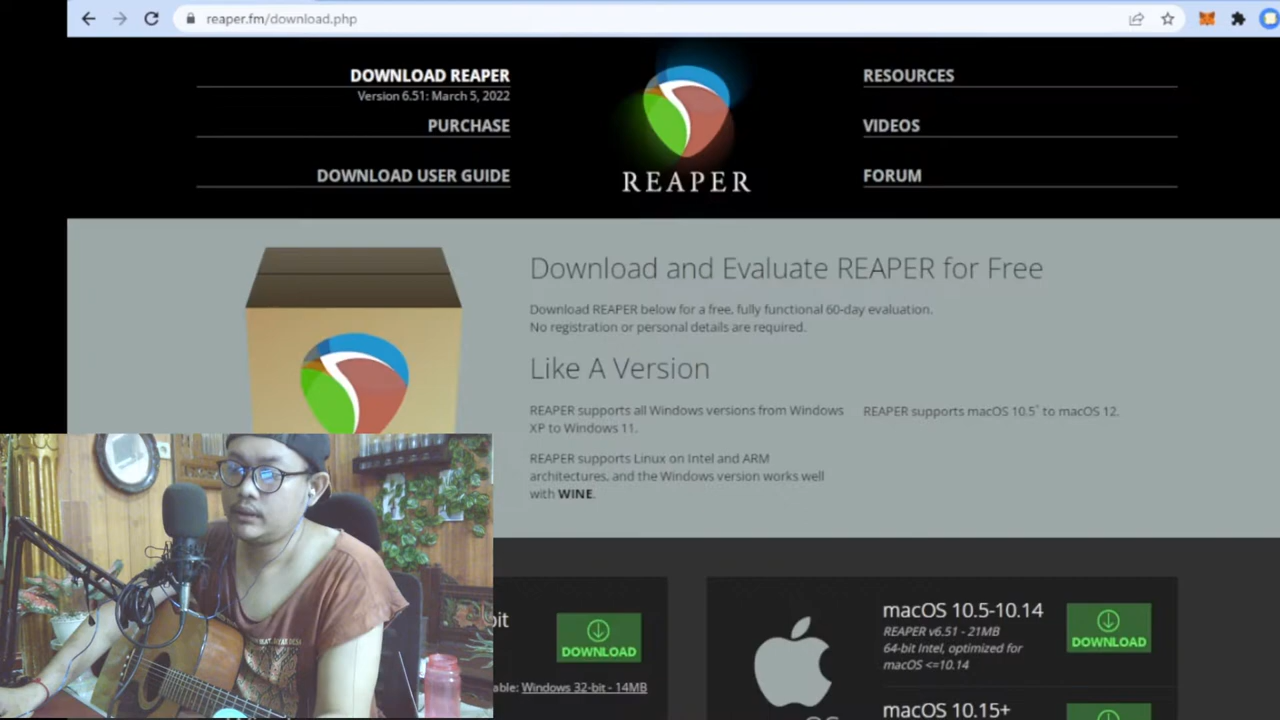 reaper.fm/download.php
DOWNLOAD REAPER
Version 6.51: March 5, 2022
PURCHASE
DOWNLOAD USER GUIDE
REAPER
RESOURCES
VIDEOS
FORUM
Download and Evaluate REAPER for Free
Download REAPER below for a free, fully functional 60-day evaluation.
No registration or personal details are required.
Like A Version
REAPER supports all Windows versions from Windows
XP to Windows 11.
REAPER supports Linux on Intel and ARM
architectures, and the Windows version works well
with WINE.
REAPER supports macOS 10.5* to macOS 12.
bit
DOWNLOAD
able: Windows 32-bit - 14MB
macOS 10.5-10.14
REAPER v6.51 - 21MB
64-bit Intel, optimized for
macOS <=10.14
DOWNLOAD
macOS 10.15+